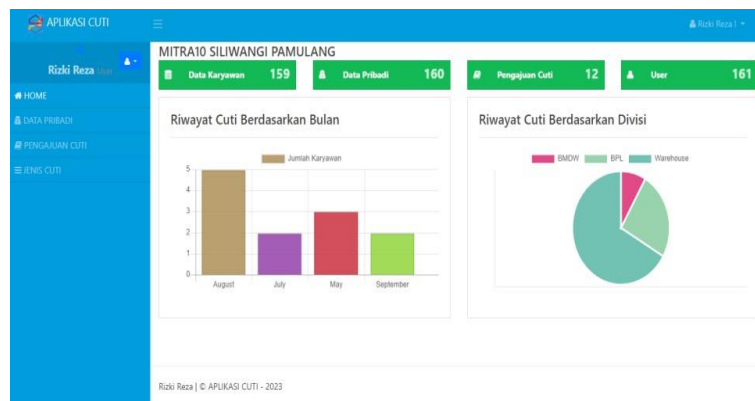 APLIKASI CUTI
Rizki Reza I
Rizki Reza User
HOME
DATA PRIBADI
PENGAJUAN CUTI
JENIS CUTI
MITRA10 SILIWANGI PAMULANG
Data Karyawan 159
Data Pribadi 160
Pengajuan Cuti 12
User 161
Riwayat Cuti Berdasarkan Bulan
Jumlah Karyawan
5
4
3
2
1
0
August July May September
Riwayat Cuti Berdasarkan Divisi
BMDW BPL Warehouse
Rizki Reza | © APLIKASI CUTI - 2023